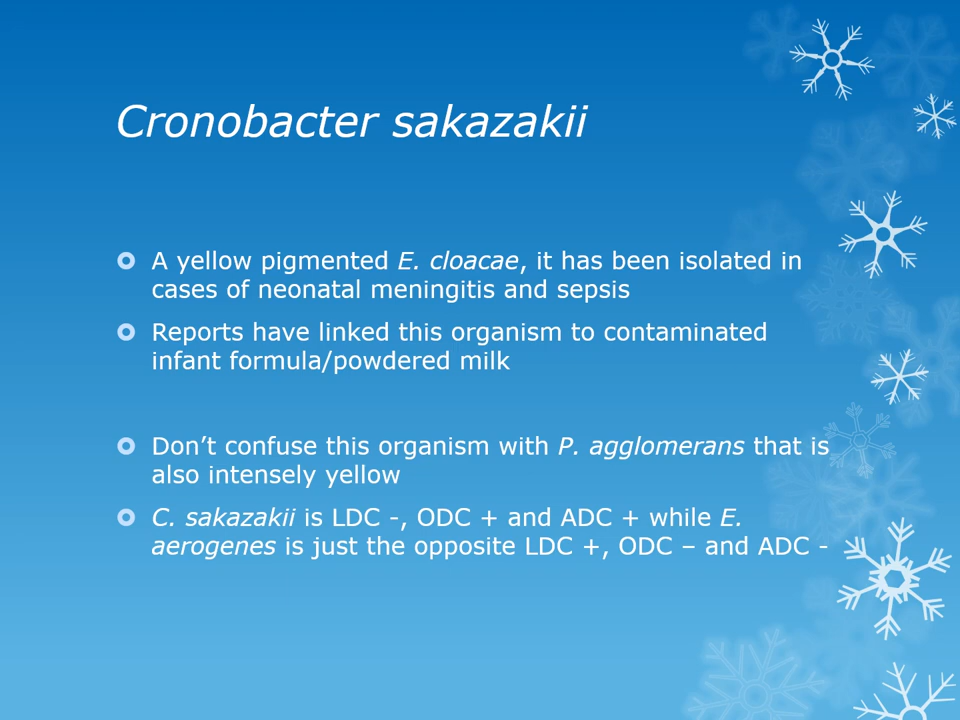 Cronobacter sakazakii
A yellow pigmented E. cloacae, it has been isolated in
cases of neonatal meningitis and sepsis
Reports have linked this organism to contaminated
infant formula/powdered milk
Don’t confuse this organism with P. agglomerans that is
also intensely yellow
C. sakazakii is LDC -, ODC + and ADC + while E.
aerogenes is just the opposite LDC +, ODC – and ADC -